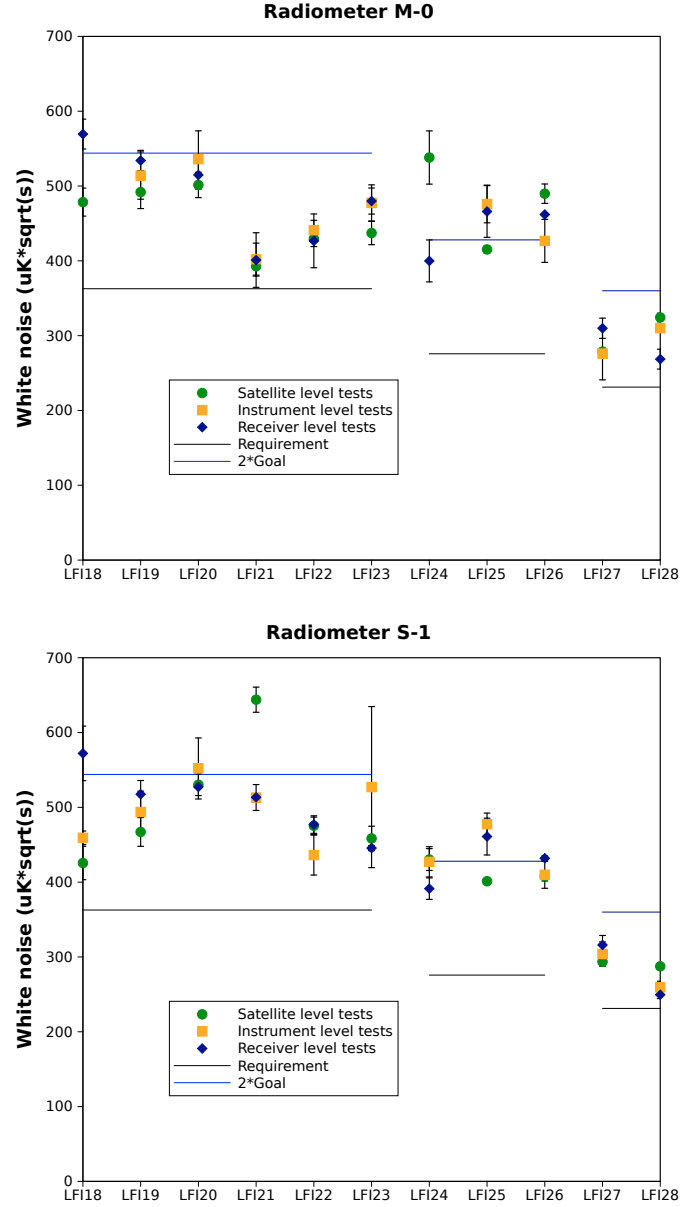 Radiometer M-0
White noise (uK*sqrt(s))
700
600
500
400
300
200
100
0
Satellite level tests
Instrument level tests
Receiver level tests
Requirement
2*Goal
LFI18 LFI19 LFI20 LFI21 LFI22 LFI23 LFI24 LFI25 LFI26 LFI27 LFI28
Radiometer S-1
White noise (uK*sqrt(s))
700
600
500
400
300
200
100
0
Satellite level tests
Instrument level tests
Receiver level tests
Requirement
2*Goal
LFI18 LFI19 LFI20 LFI21 LFI22 LFI23 LFI24 LFI25 LFI26 LFI27 LFI28